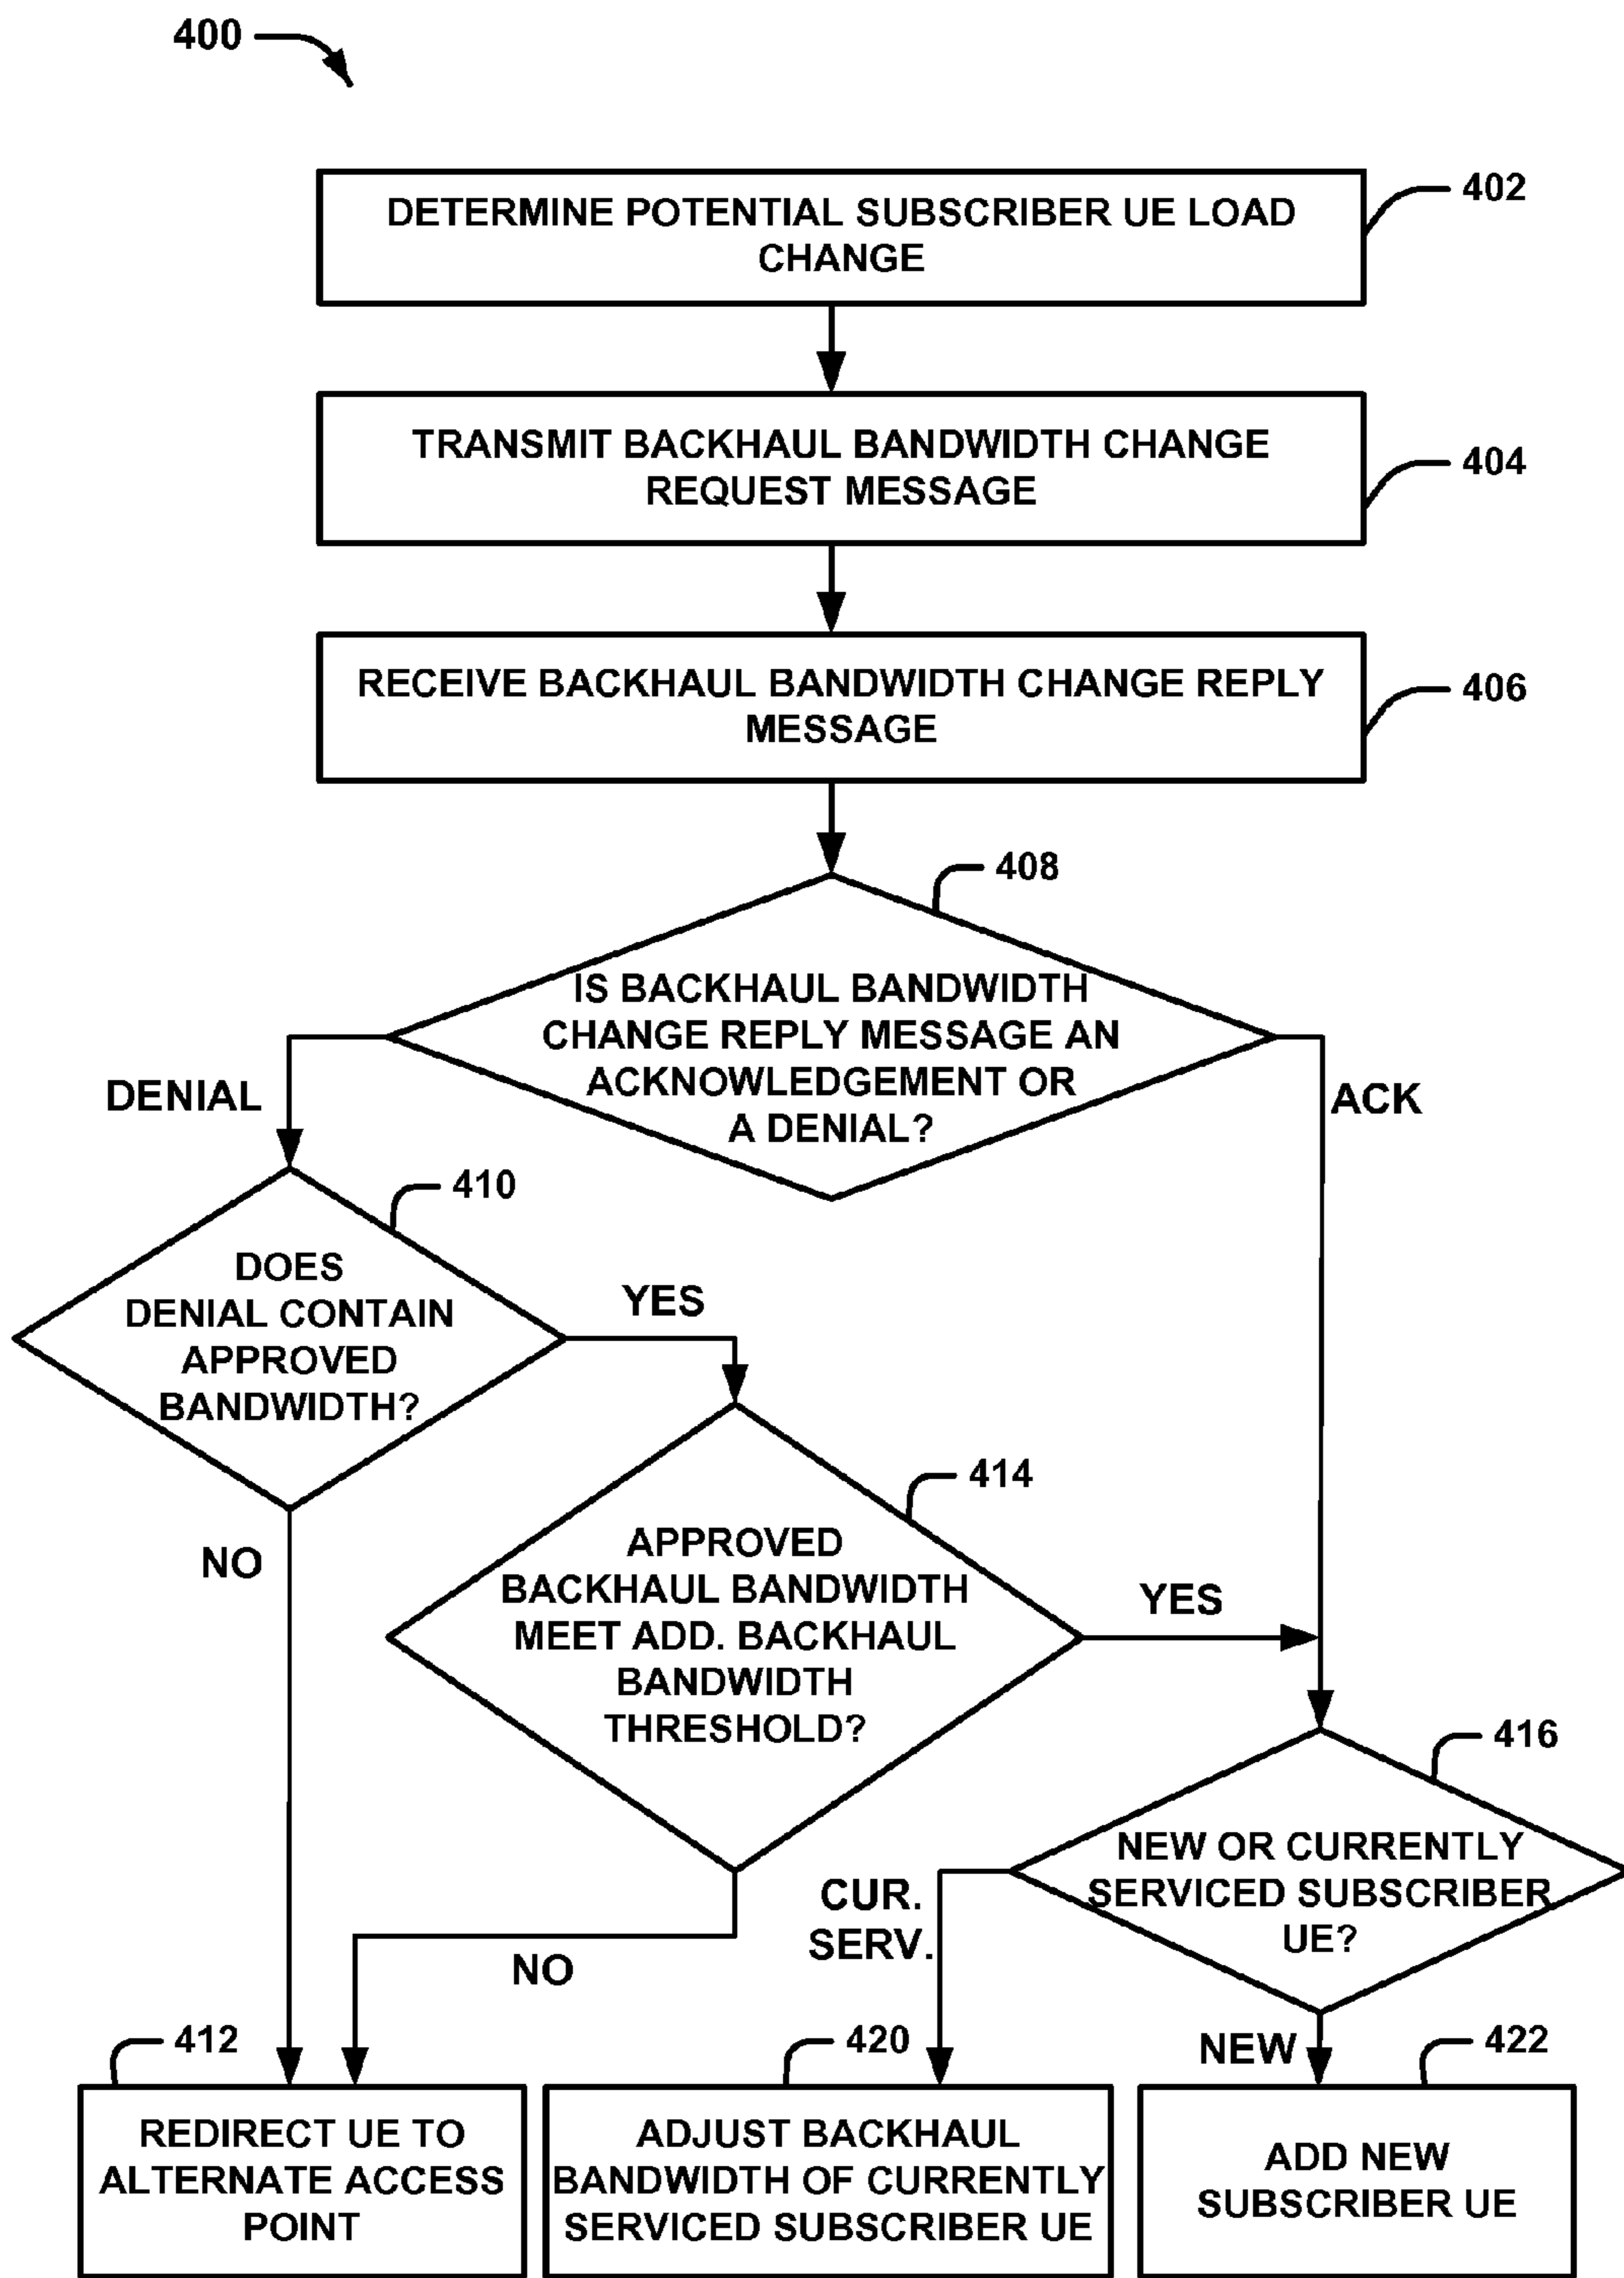 400
DETERMINE POTENTIAL SUBSCRIBER UE LOAD
CHANGE
402
TRANSMIT BACKHAUL BANDWIDTH CHANGE
REQUEST MESSAGE
404
RECEIVE BACKHAUL BANDWIDTH CHANGE REPLY
MESSAGE
406
408
IS BACKHAUL BANDWIDTH
CHANGE REPLY MESSAGE AN
ACKNOWLEDGEMENT OR
A DENIAL?
DENIAL
ACK
410
DOES
DENIAL CONTAIN
APPROVED
BANDWIDTH?
YES
NO
414
APPROVED
BACKHAUL BANDWIDTH
MEET ADD. BACKHAUL
BANDWIDTH
THRESHOLD?
YES
NO
416
NEW OR CURRENTLY
SERVICED SUBSCRIBER
UE?
CUR.
SERV.
NEW
412
REDIRECT UE TO
ALTERNATE ACCESS
POINT
420
ADJUST BACKHAUL
BANDWIDTH OF CURRENTLY
SERVICED SUBSCRIBER UE
422
ADD NEW
SUBSCRIBER UE